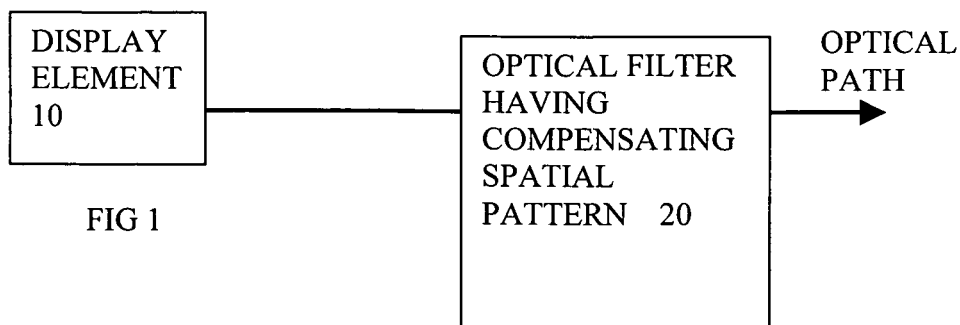 DISPLAY
ELEMENT
10
OPTICAL FILTER
HAVING
COMPENSATING
SPATIAL
PATTERN 20
OPTICAL
PATH
FIG 1